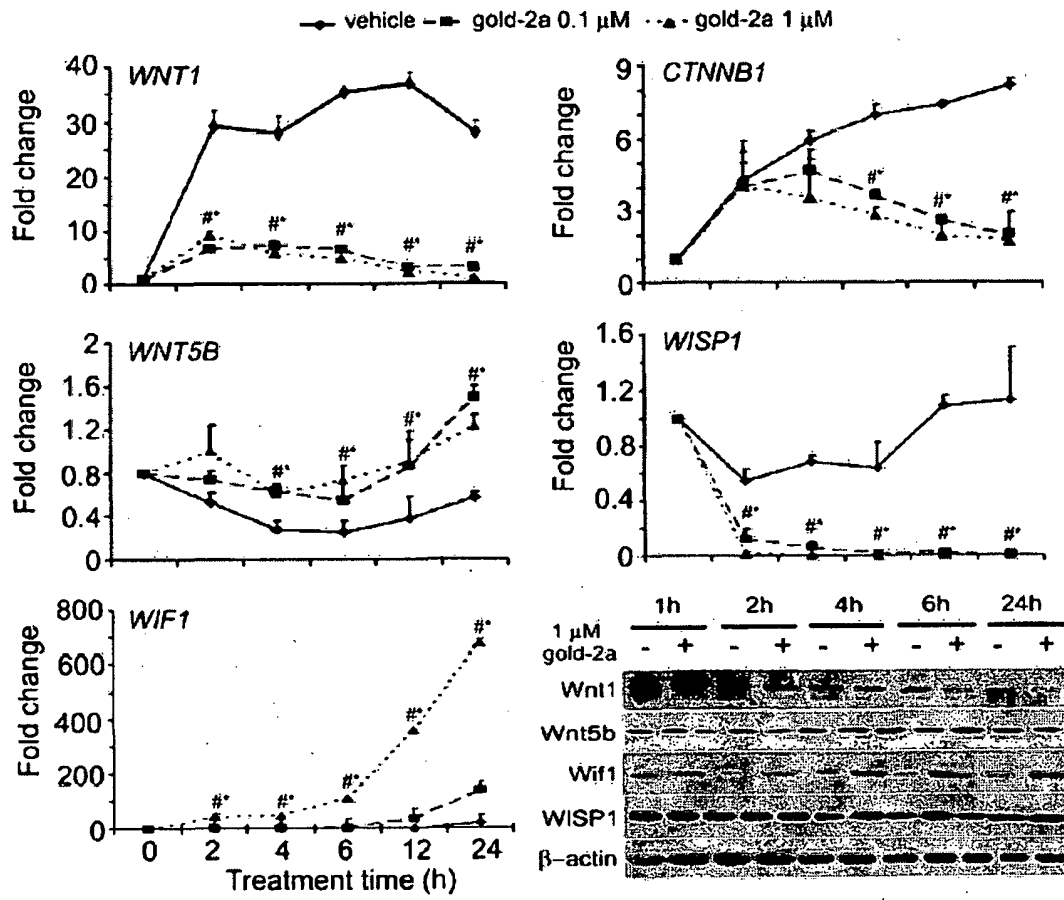 vehicle gold-2a 0.1 µM gold-2a 1 µM
WNT1
Fold change
40
30
20
10
0
#* #* #* #* #*
CTNNB1
Fold change
9
6
3
0
#* #* #*
WNT5B
Fold change
2
1.6
1.2
0.8
0.4
0
#* #* #* #*
WISP1
Fold change
1.6
1.2
0.8
0.4
0
#* #* #* #* #*
WIF1
Fold change
800
600
400
200
0
#* #* #* #* #*
0 2 4 6 12 24
Treatment time (h)
1h 2h 4h 6h 24h
1 µM
gold-2a - + - + - + - + - +
Wnt1
Wnt5b
Wif1
WISP1
β-actin